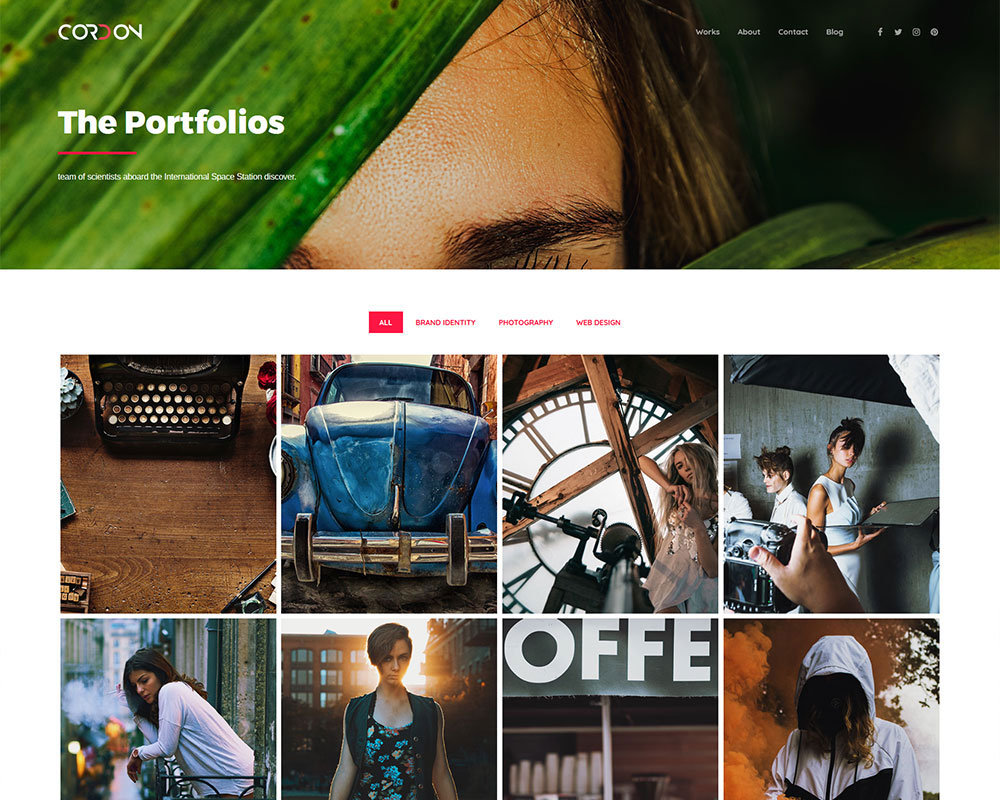 CORDON
Works About Contact Blog
The Portfolios
team of scientists aboard the International Space Station discover.
ALL BRAND IDENTITY PHOTOGRAPHY WEB DESIGN
OFFE